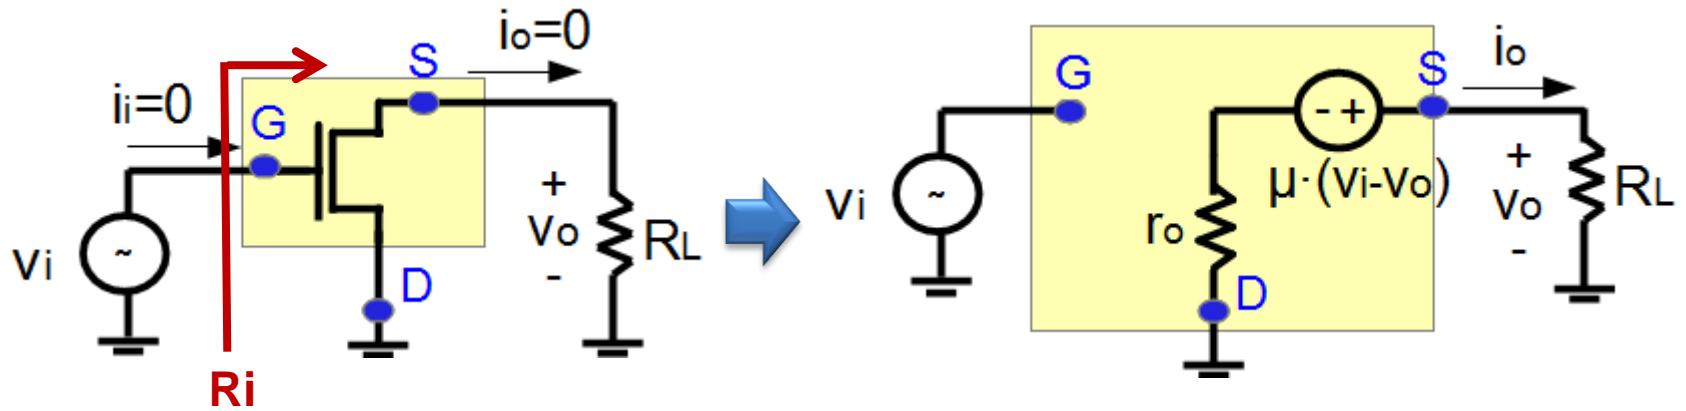 io=0
S
ii=0
G
+
vo
-
RL
~
vi
D
Ri
G
- +
S
io
μ·(vi-vo)
~
vi
ro
+
vo
-
RL
D